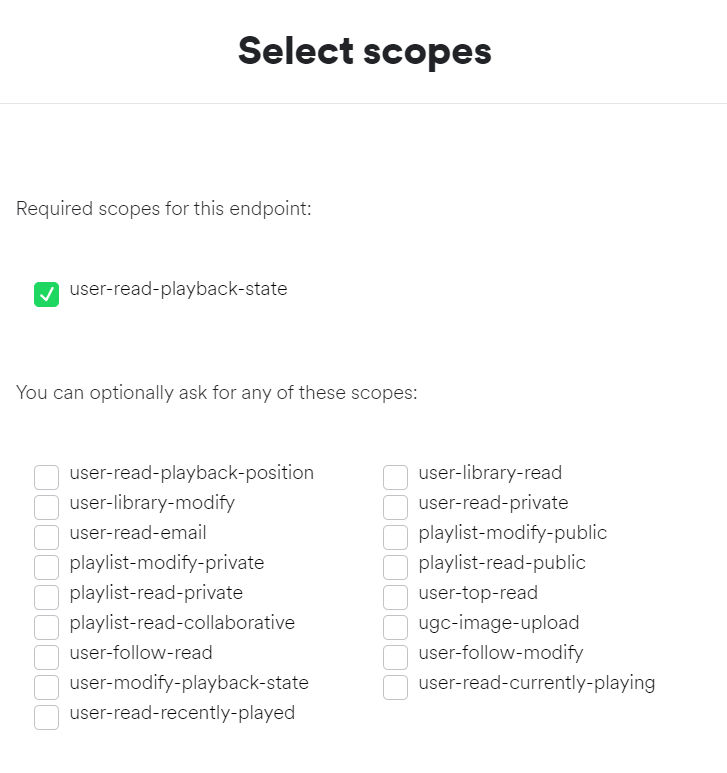 Select scopes
Required scopes for this endpoint:
user-read-playback-state
You can optionally ask for any of these scopes:
user-read-playback-position
user-library-modify
user-read-email
playlist-modify-private
playlist-read-private
playlist-read-collaborative
user-follow-read
user-modify-playback-state
user-read-recently-played
user-library-read
user-read-private
playlist-modify-public
playlist-read-public
user-top-read
ugc-image-upload
user-follow-modify
user-read-currently-playing